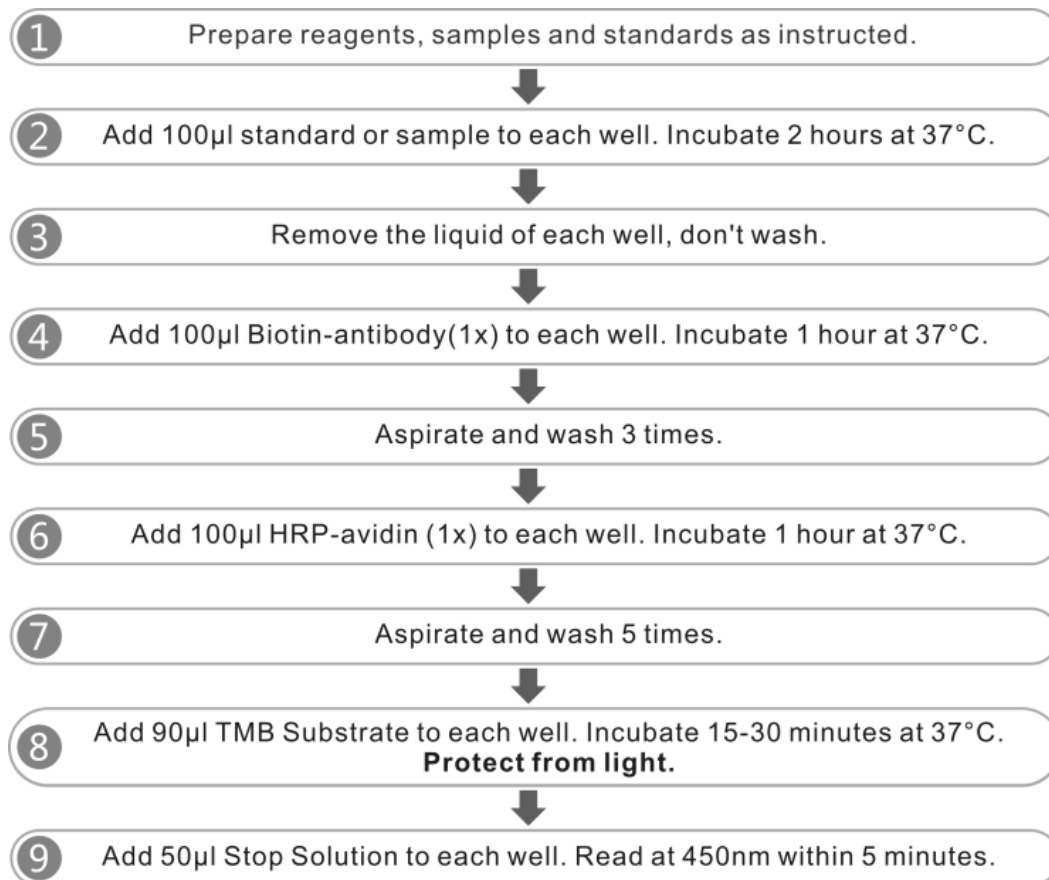 1 Prepare reagents, samples and standards as instructed.
2 Add 100µl standard or sample to each well. Incubate 2 hours at 37°C.
3 Remove the liquid of each well, don't wash.
4 Add 100µl Biotin-antibody(1x) to each well. Incubate 1 hour at 37°C.
5 Aspirate and wash 3 times.
6 Add 100µl HRP-avidin (1x) to each well. Incubate 1 hour at 37°C.
7 Aspirate and wash 5 times.
8 Add 90µl TMB Substrate to each well. Incubate 15-30 minutes at 37°C.
Protect from light.
9 Add 50µl Stop Solution to each well. Read at 450nm within 5 minutes.